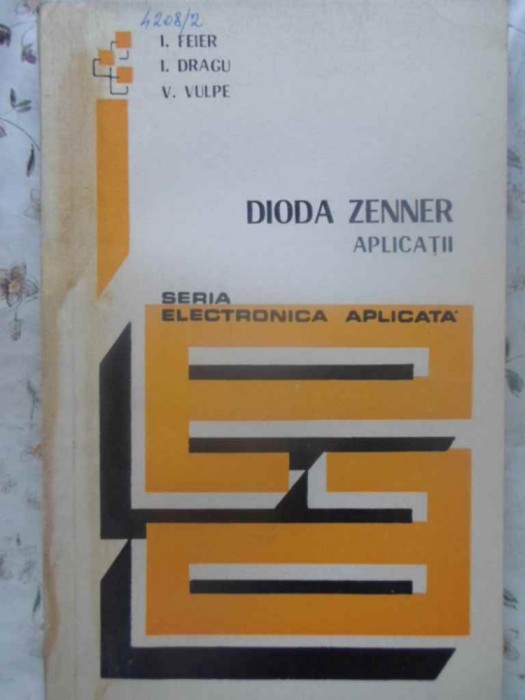 4208/2
I. FEIER
I. DRAGU
V. VULPE
DIODA ZENNER
APLICAȚII
SERIA
ELECTRONICA APLICATĂ